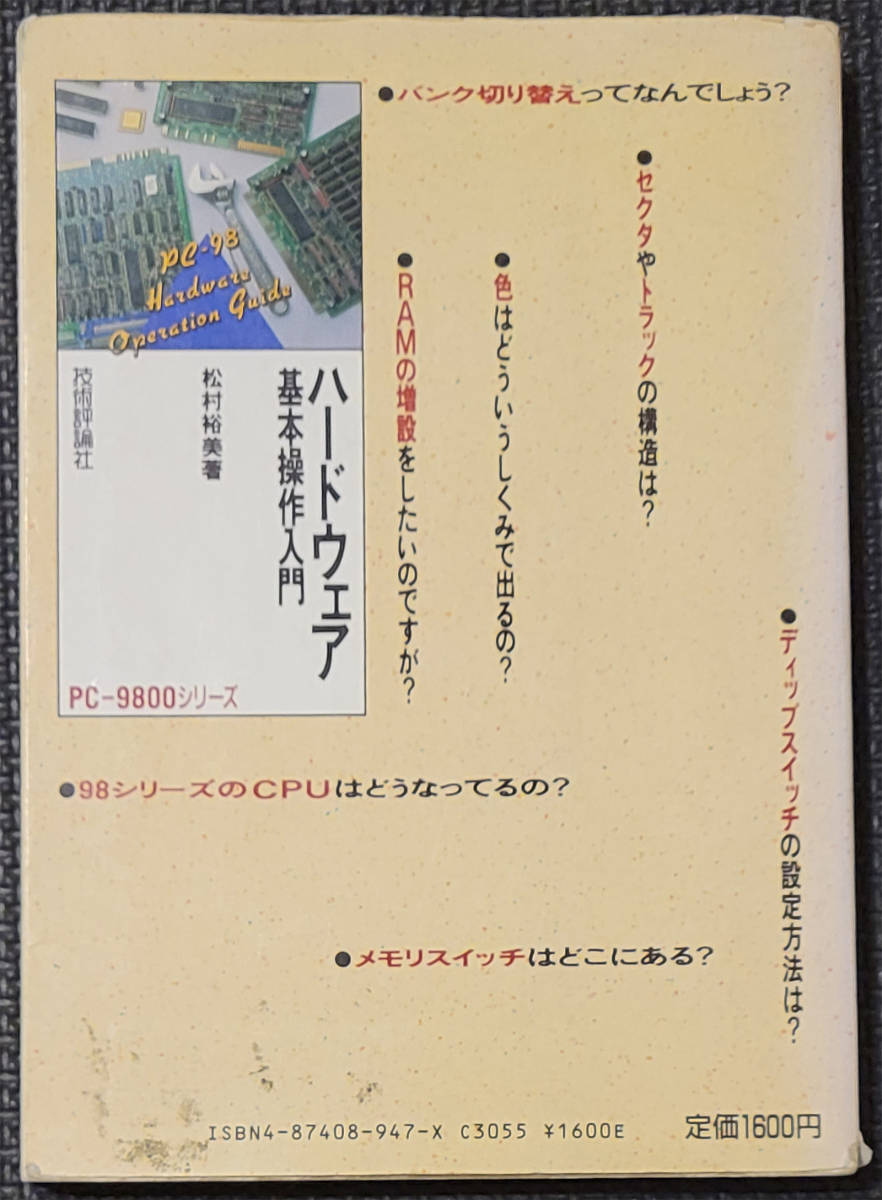 ●バンク切り替えってなんでしょう?
●セクタやトラックの構造は?
●色はどういうしくみで出るの?
●RAMの増設をしたいのですが?
PC-98
Hardware
Operation Guide
ハードウェア
基本操作入門
松村裕美著
技術評論社
PC-9800シリーズ
●ディップスイッチの設定方法は?
●98シリーズのCPUはどうなってるの?
●メモリスイッチはどこにある?
ISBN4-87408-947-X C3055 ¥1600E
定価1600円